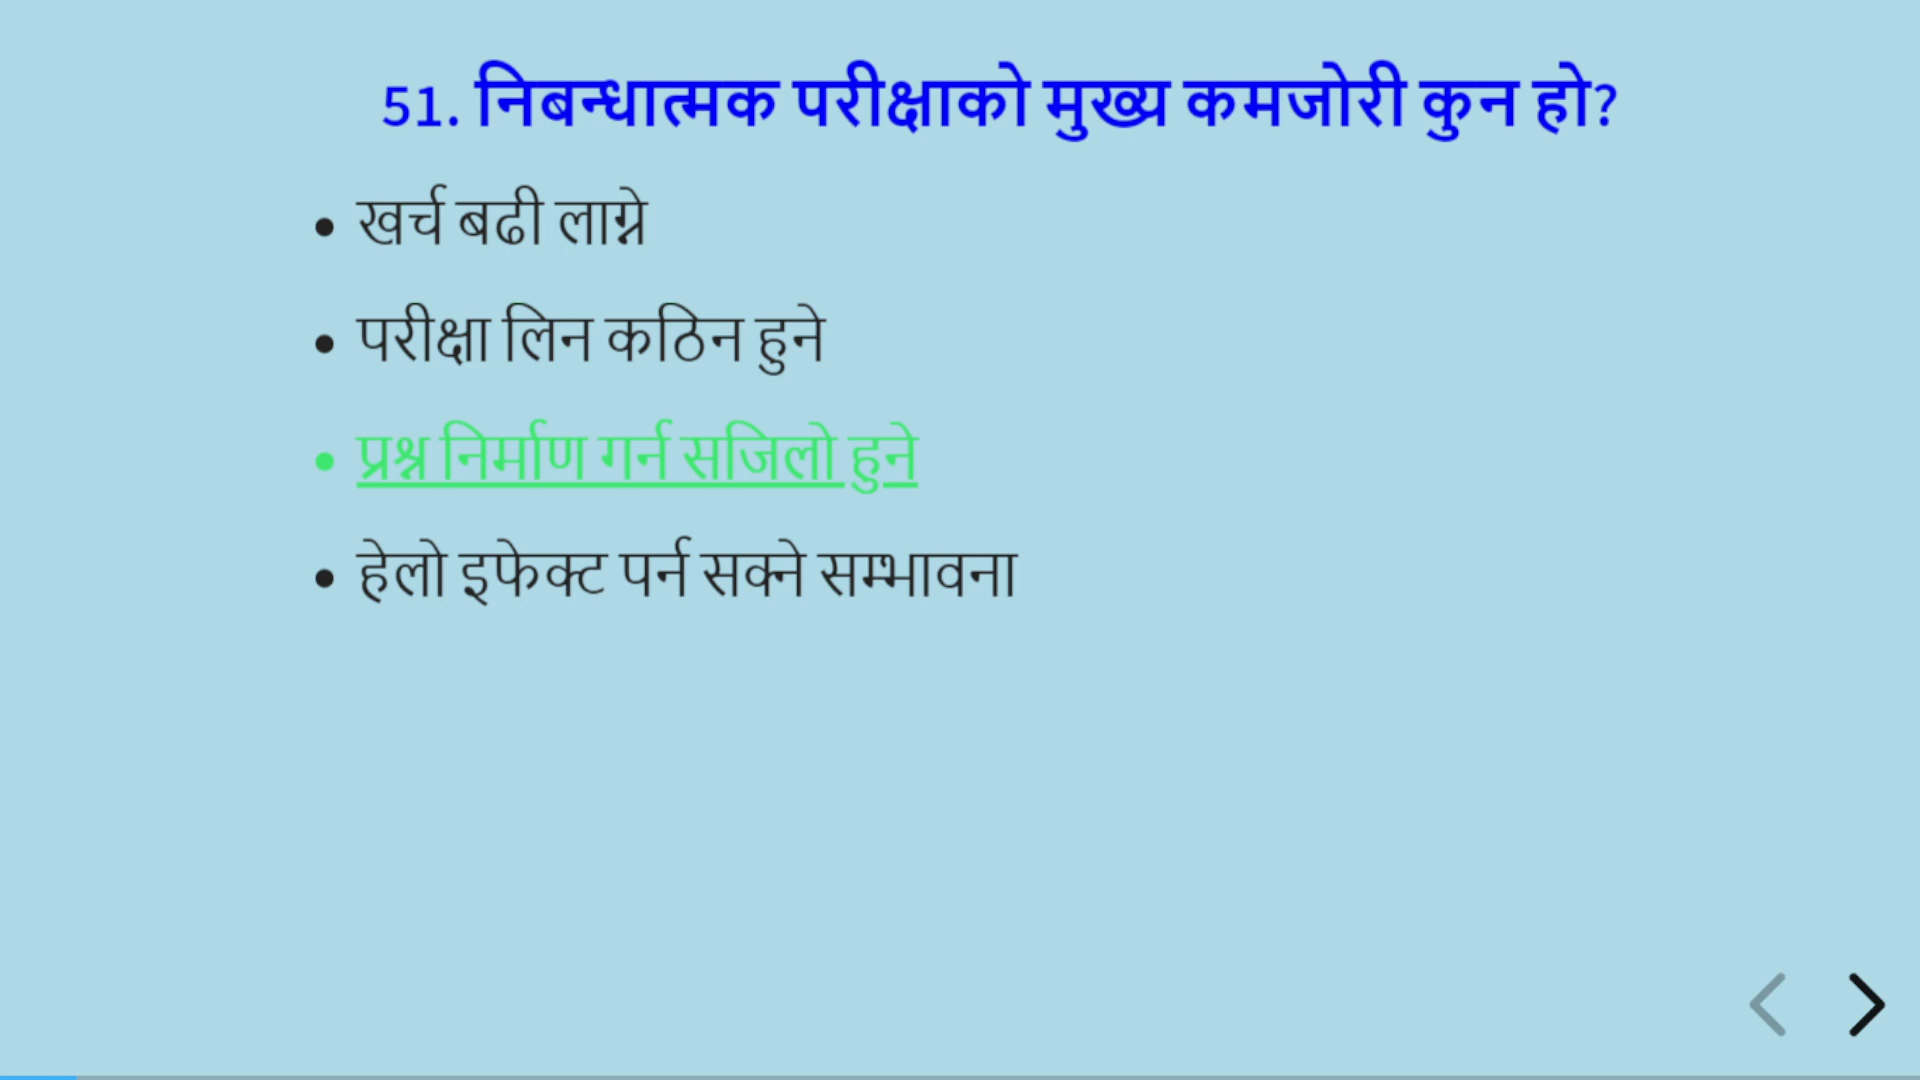 51. निबन्धात्मक परीक्षाको मुख्य कमजोरी कुन हो?
• खर्च बढी लाग्ने
• परीक्षा लिन कठिन हुने
• प्रश्न निर्माण गर्न सजिलो हुने
• हेलो इफेक्ट पर्न सक्ने सम्भावना